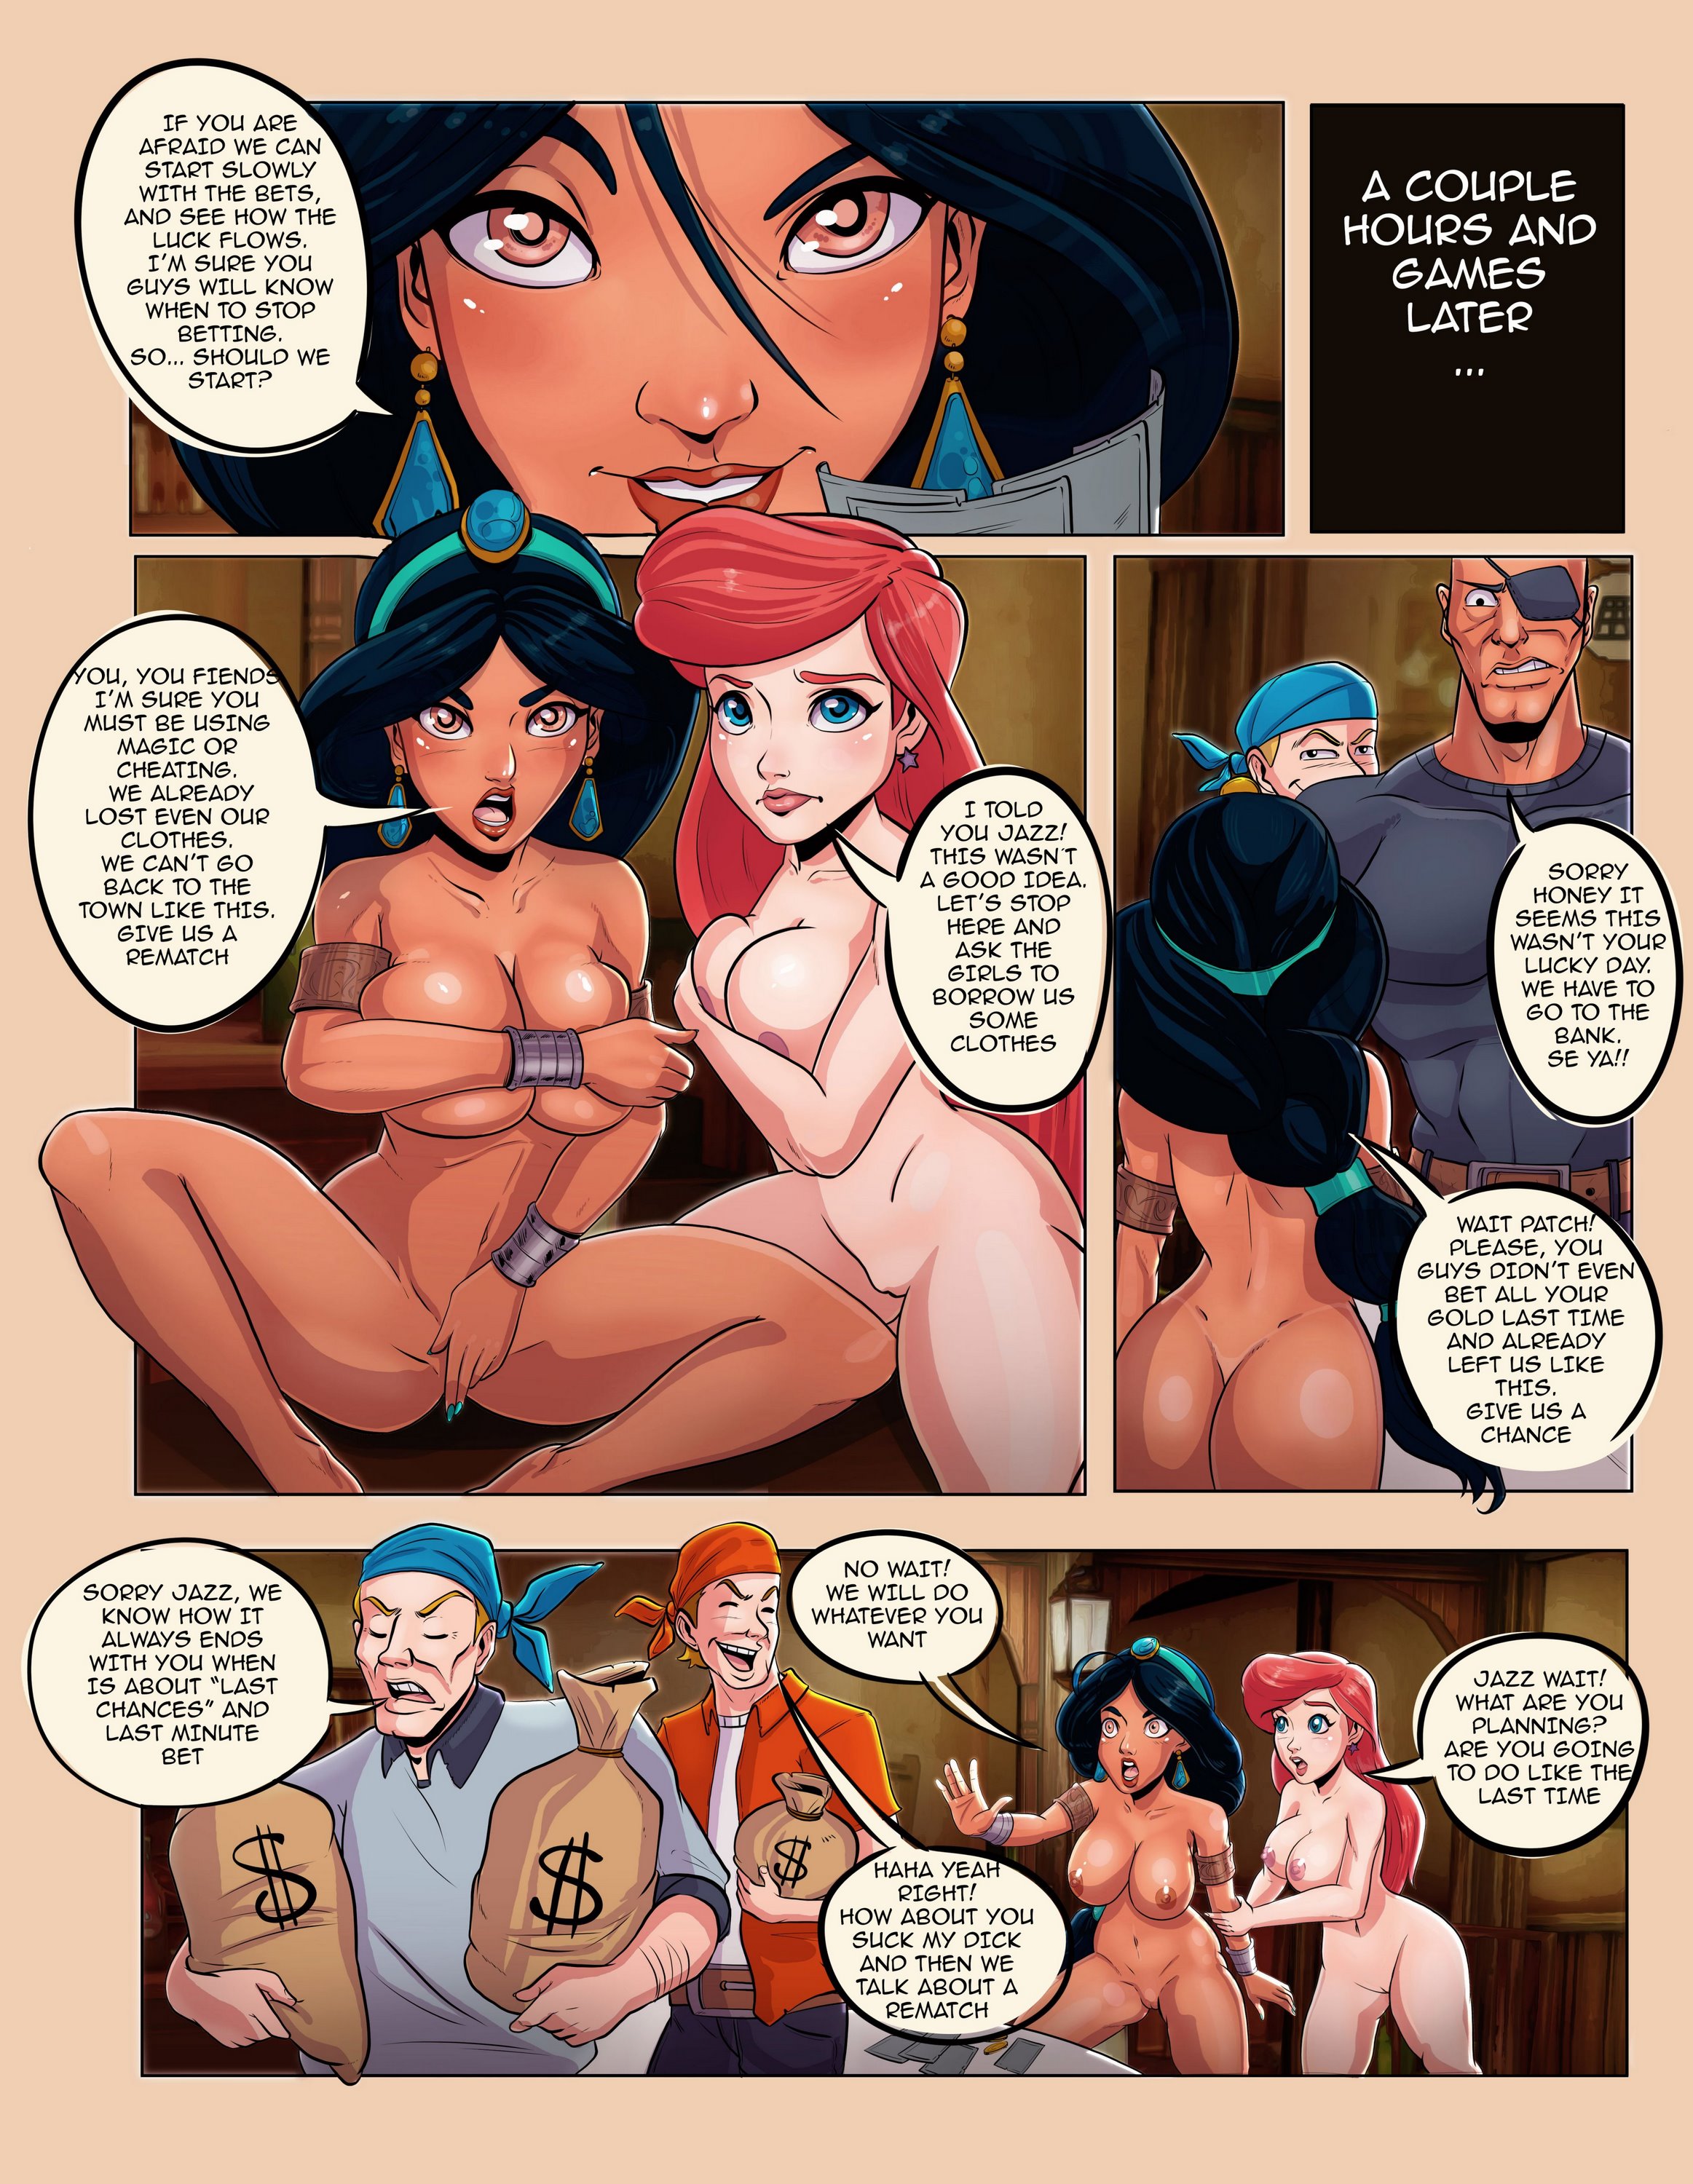 IF YOU ARE
AFRAID WE CAN
START SLOWLY
WITH THE BETS,
AND SEE HOW THE
LUCK FLOWS.
I'M SURE YOU
GUYS WILL KNOW
WHEN TO STOP
BETTING.
SO... SHOULD WE
START?
A COUPLE
HOURS AND
GAMES
LATER
...
YOU, YOU FIENDS
I'M SURE YOU
MUST BE USING
MAGIC OR
CHEATING.
WE ALREADY
LOST EVEN OUR
CLOTHES.
WE CAN'T GO
BACK TO THE
TOWN LIKE THIS.
GIVE US A
REMATCH
I TOLD
YOU JAZZ!
THIS WASN'T
A GOOD IDEA.
LET'S STOP
HERE AND
ASK THE
GIRLS TO
BORROW US
SOME
CLOTHES
SORRY
HONEY IT
SEEMS THIS
WASN'T YOUR
LUCKY DAY.
WE HAVE TO
GO TO THE
BANK.
SE YA!!
WAIT PATCH!
PLEASE, YOU
GUYS DIDN'T EVEN
BET ALL YOUR
GOLD LAST TIME
AND ALREADY
LEFT US LIKE
THIS.
GIVE US A
CHANCE
SORRY JAZZ, WE
KNOW HOW IT
ALWAYS ENDS
WITH YOU WHEN
IS ABOUT "LAST
CHANCES" AND
LAST MINUTE
BET
$
$
$
NO WAIT!
WE WILL DO
WHATEVER YOU
WANT
HAHA YEAH
RIGHT!
HOW ABOUT YOU
SUCK MY DICK
AND THEN WE
TALK ABOUT A
REMATCH
JAZZ WAIT!
WHAT ARE YOU
PLANNING?
ARE YOU GOING
TO DO LIKE THE
LAST TIME